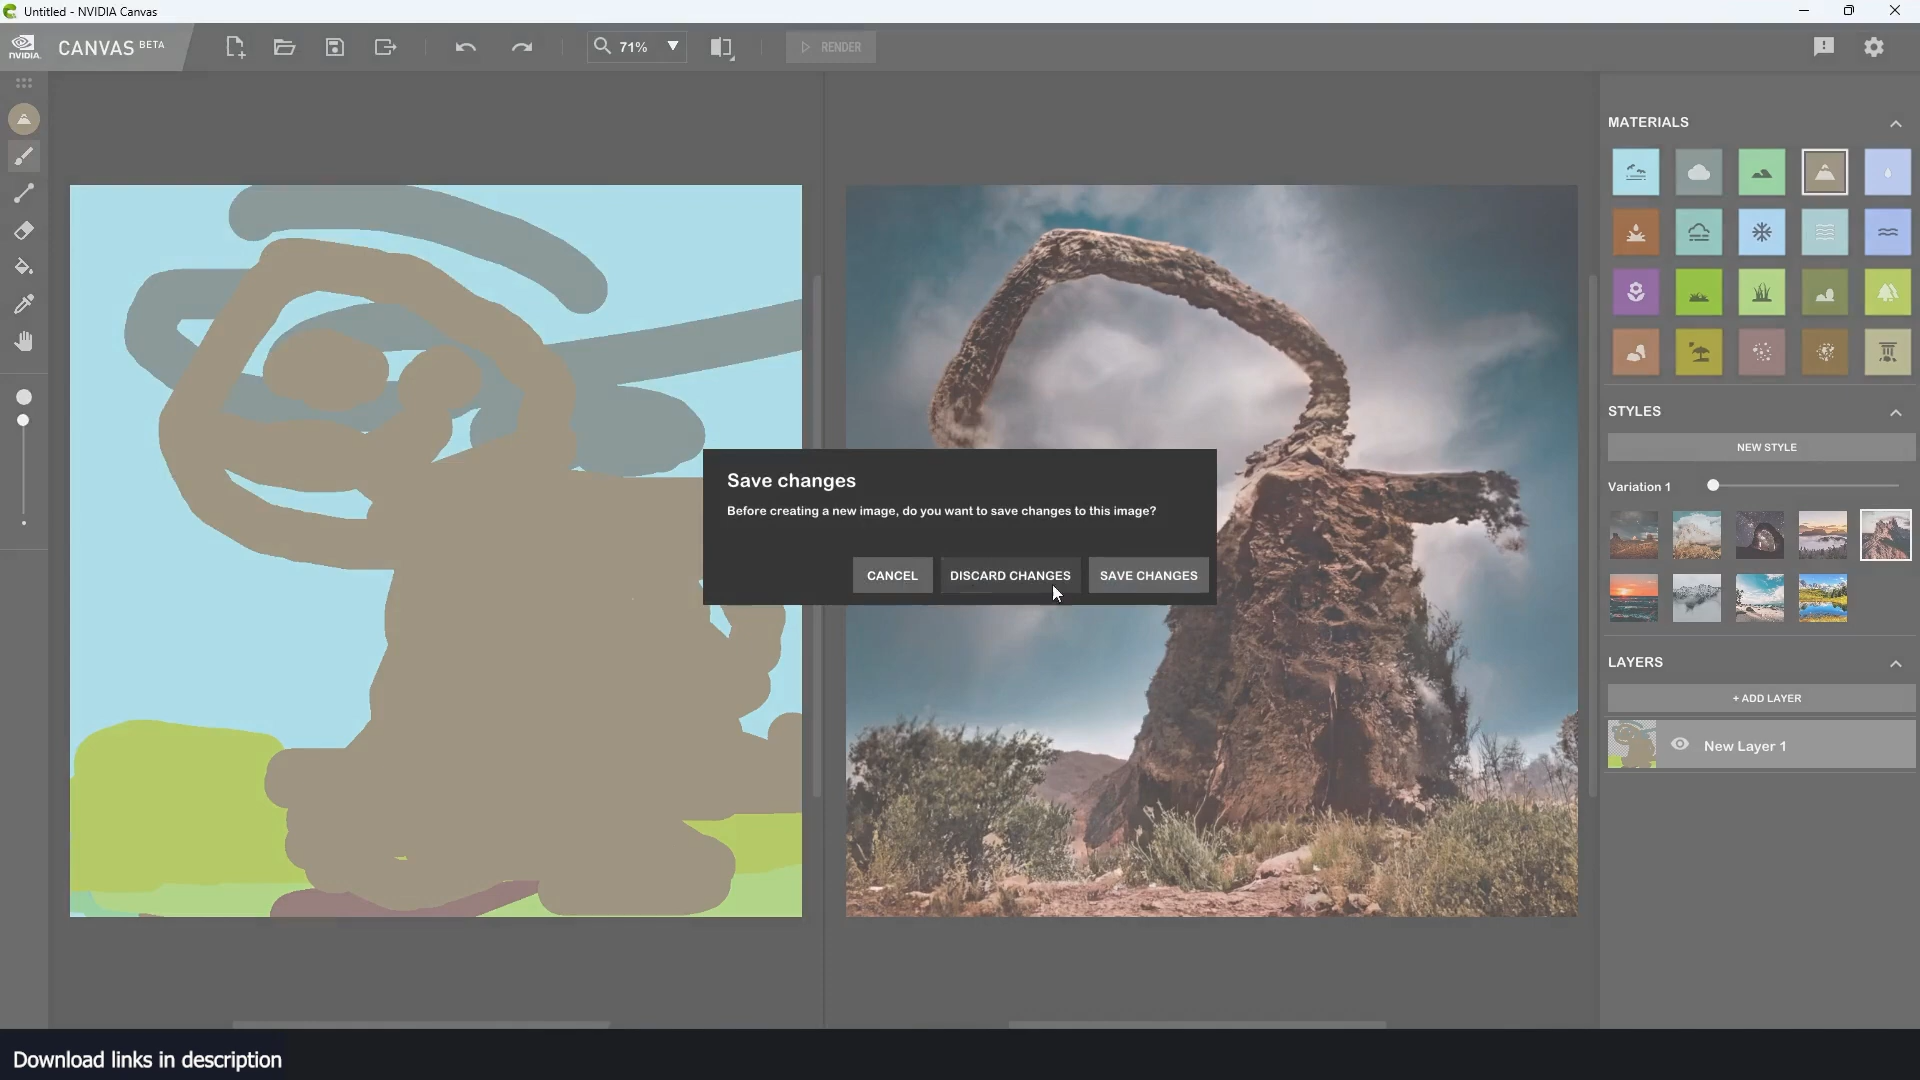 Untitled - NVIDIA Canvas
NVIDIA.
CANVAS BETA
71%
RENDER
MATERIALS
STYLES
NEW STYLE
Variation 1
Save changes
Before creating a new image, do you want to save changes to this image?
CANCEL
DISCARD CHANGES
SAVE CHANGES
LAYERS
+ ADD LAYER
New Layer 1
Download links in description